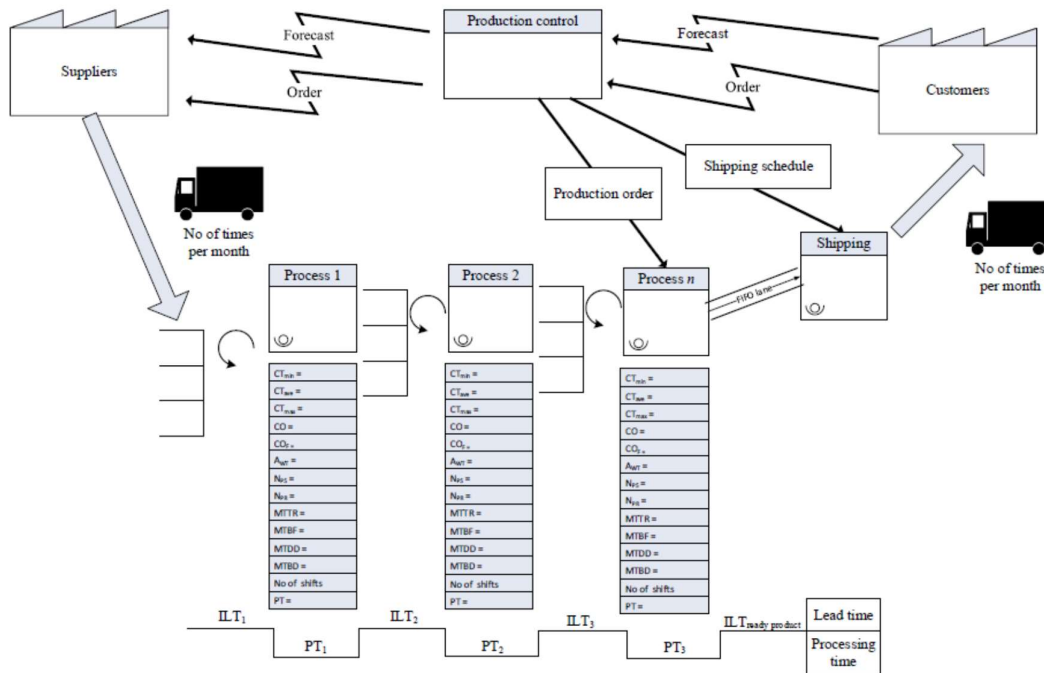 Production control
Forecast
Forecast
Suppliers
Customers
Order
Order
Shipping schedule
Production order
No of times
per month
Shipping
No of times
per month
Process 1
Process 2
Process n
FIFO lane
CTmin =
CTave =
CTmax =
CO =
COF=
AWT =
NPS =
NPR =
MTTR =
MTBF =
MTDD =
MTBD =
No of shifts
PT =
CTmin =
CTave =
CTmax =
CO =
COF=
AWT =
NPS =
NPR =
MTTR =
MTBF =
MTDD =
MTBD =
No of shifts
PT =
CTmin =
CTave =
CTmax =
CO =
COF=
AWT =
NPS =
NPR =
MTTR =
MTBF =
MTDD =
MTBD =
No of shifts
PT =
ILT1
ILT2
ILT3
ILTready product
Lead time
PT1
PT2
PT3
Processing
time